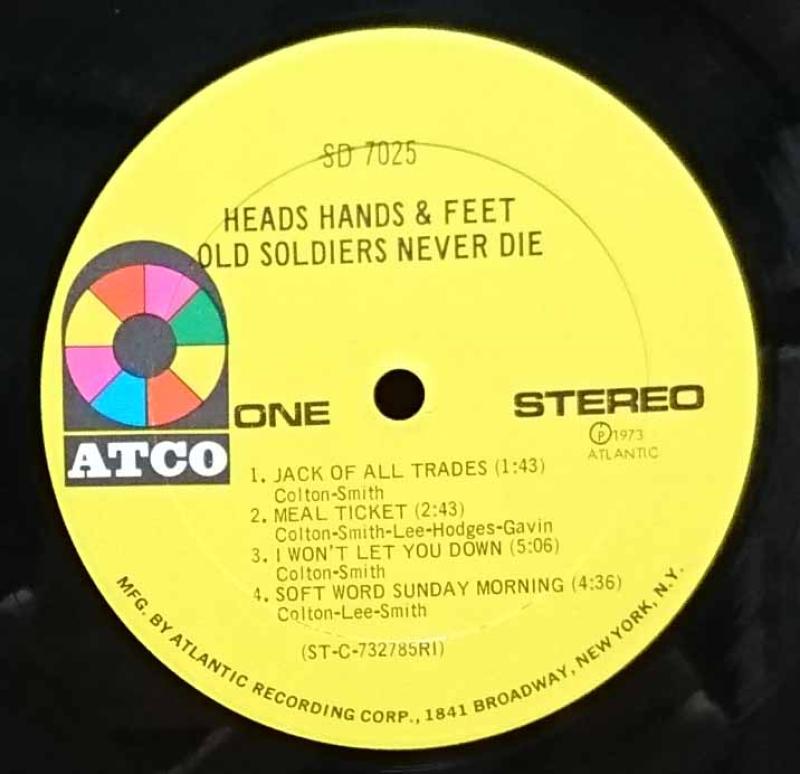 SD 7025
HEADS HANDS & FEET
OLD SOLDIERS NEVER DIE
ATCO
ONE
STEREO
Ⓟ1973
ATLANTIC
1. JACK OF ALL TRADES (1:43)
Colton-Smith
2. MEAL TICKET (2:43)
Colton-Smith-Lee-Hodges-Gavin
3. I WON'T LET YOU DOWN (5:06)
Colton-Smith
4. SOFT WORD SUNDAY MORNING (4:36)
Colton-Lee-Smith
(ST-C-732785RI)
MFG. BY ATLANTIC RECORDING CORP., 1841 BROADWAY, NEW YORK, N.Y.